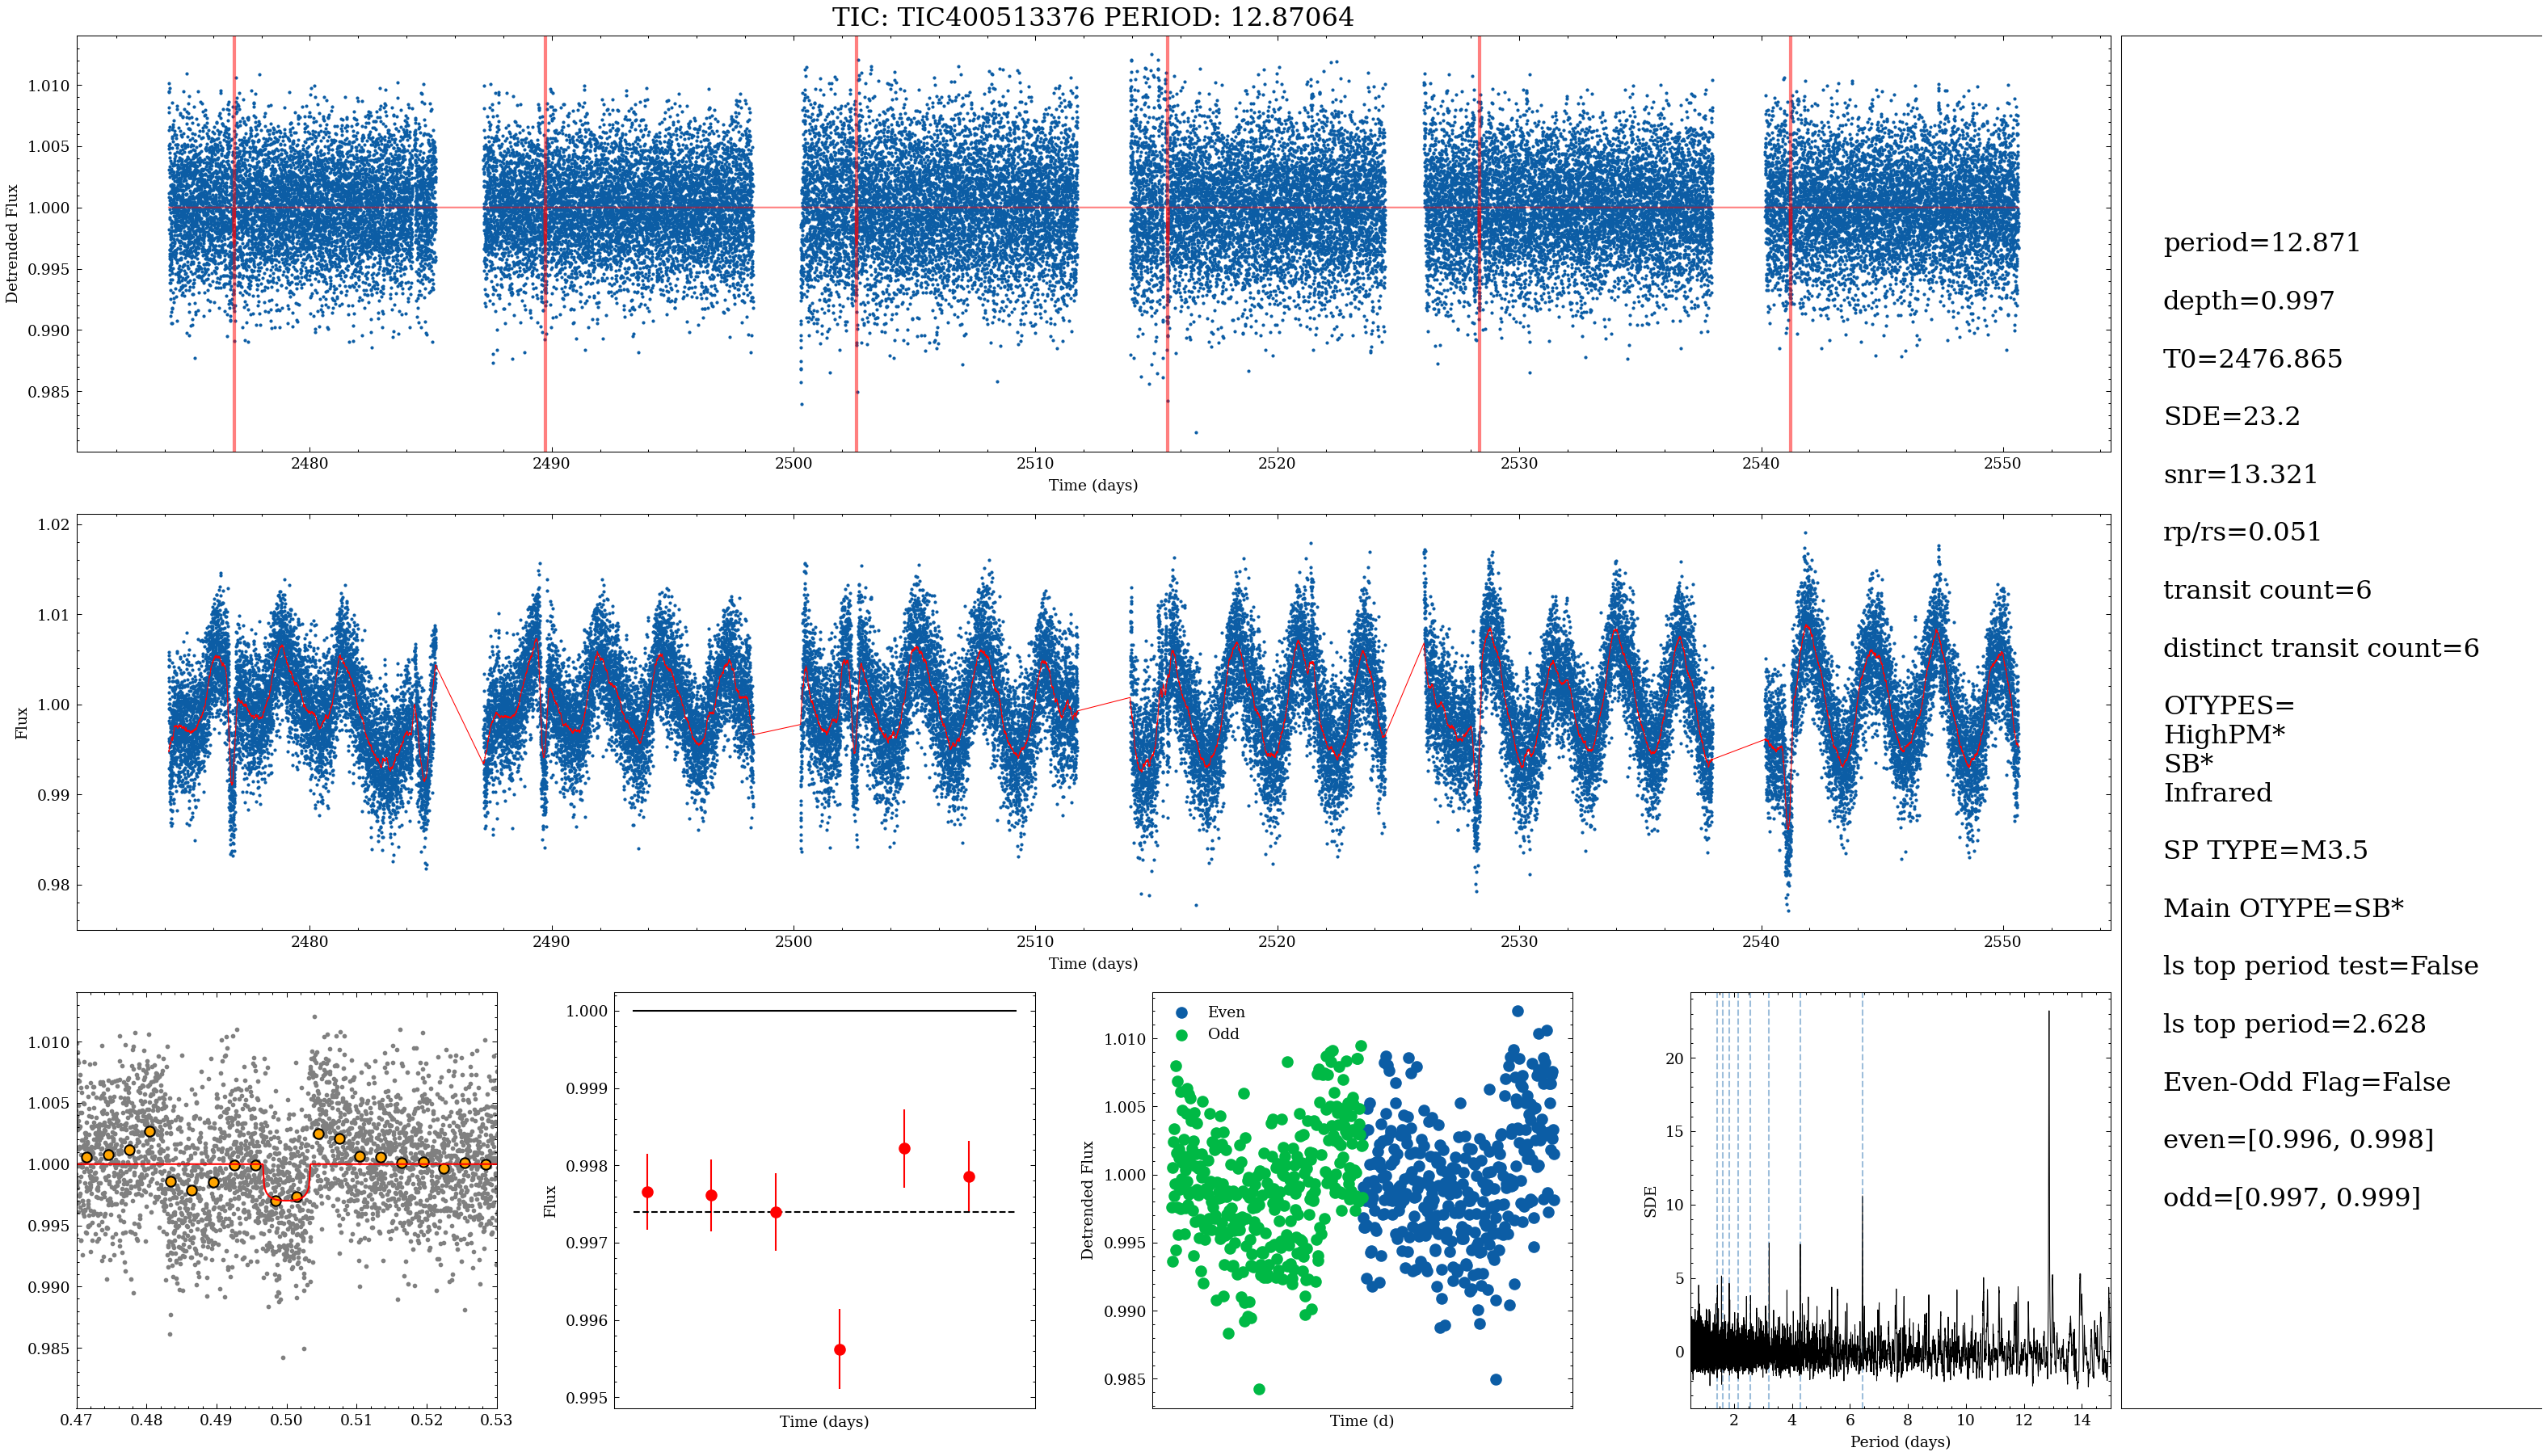 TIC: TIC400513376 PERIOD: 12.87064
1.010
1.005
1.000
0.995
0.990
0.985
Detrended Flux
2480 2490 2500 2510 2520 2530 2540 2550
Time (days)
1.02
1.01
1.00
0.99
0.98
Flux
2480 2490 2500 2510 2520 2530 2540 2550
Time (days)
1.010
1.005
1.000
0.995
0.990
0.985
0.47 0.48 0.49 0.50 0.51 0.52 0.53
1.000
0.999
0.998
0.997
0.996
0.995
Flux
Time (days)
Even
Odd
1.010
1.005
1.000
0.995
0.990
0.985
Detrended Flux
Time (d)
20
15
10
5
0
SDE
2 4 6 8 10 12 14
Period (days)
period=12.871
depth=0.997
T0=2476.865
SDE=23.2
snr=13.321
rp/rs=0.051
transit count=6
distinct transit count=6
OTYPES=
HighPM*
SB*
Infrared
SP TYPE=M3.5
Main OTYPE=SB*
ls top period test=False
ls top period=2.628
Even-Odd Flag=False
even=[0.996, 0.998]
odd=[0.997, 0.999]